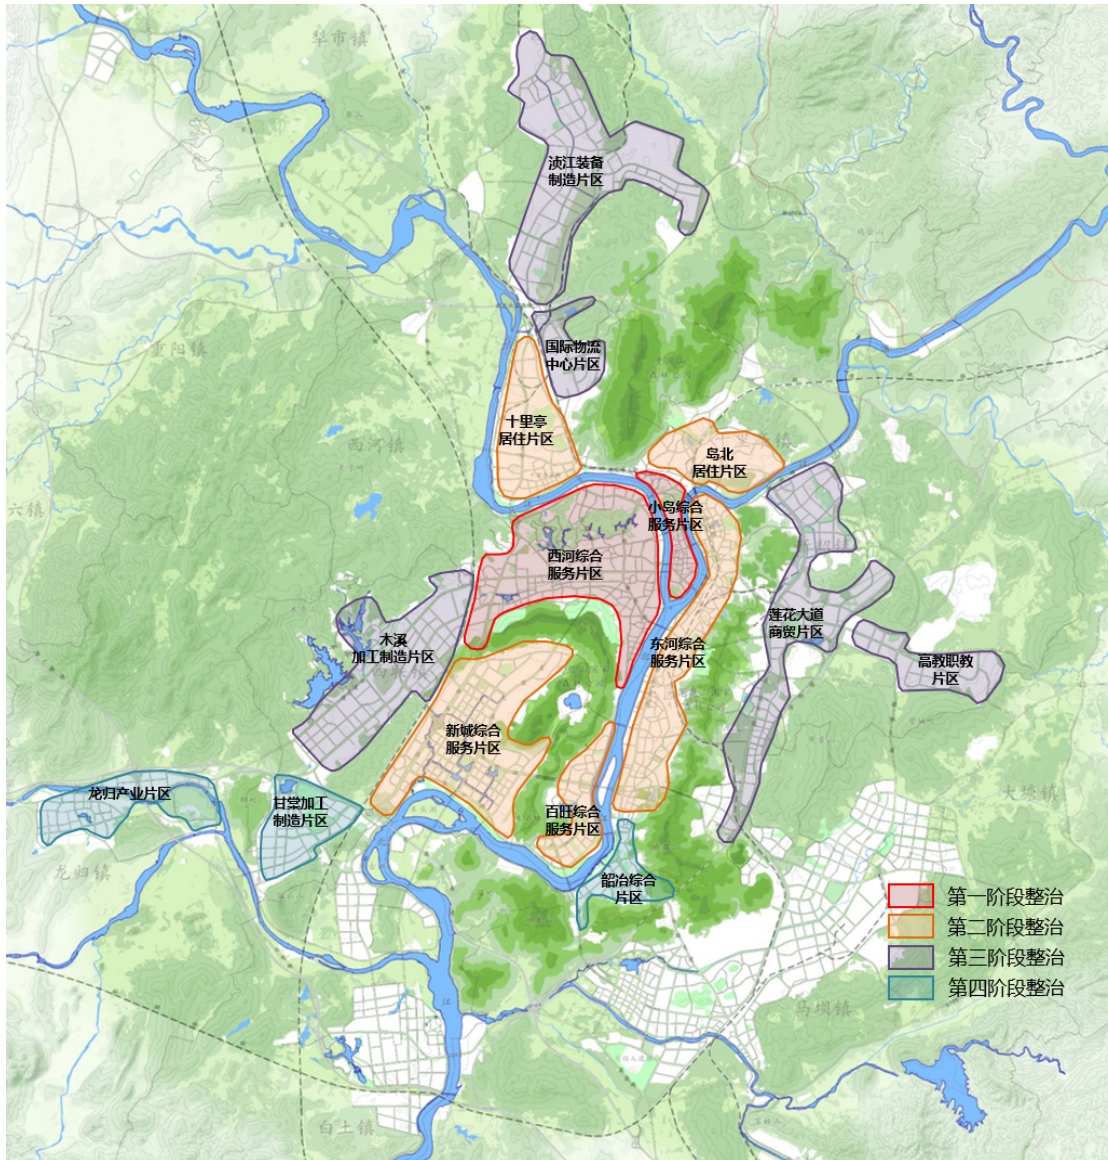 犁市镇
浈江装备
制造片区
国际物流
中心片区
重阳镇
十里亭
居住片区
西河镇
岛北
居住片区
六镇
小岛综合
服务片区
西河综合
服务片区
莲花大道
商贸片区
木溪
加工制造片区
东河综合
服务片区
高教职教
片区
新城综合
服务片区
龙归产业片区
甘棠加工
制造片区
百旺综合
服务片区
大塘镇
龙归镇
韶冶综合
片区
第一阶段整治
第二阶段整治
第三阶段整治
第四阶段整治
江
马坝镇
白土镇